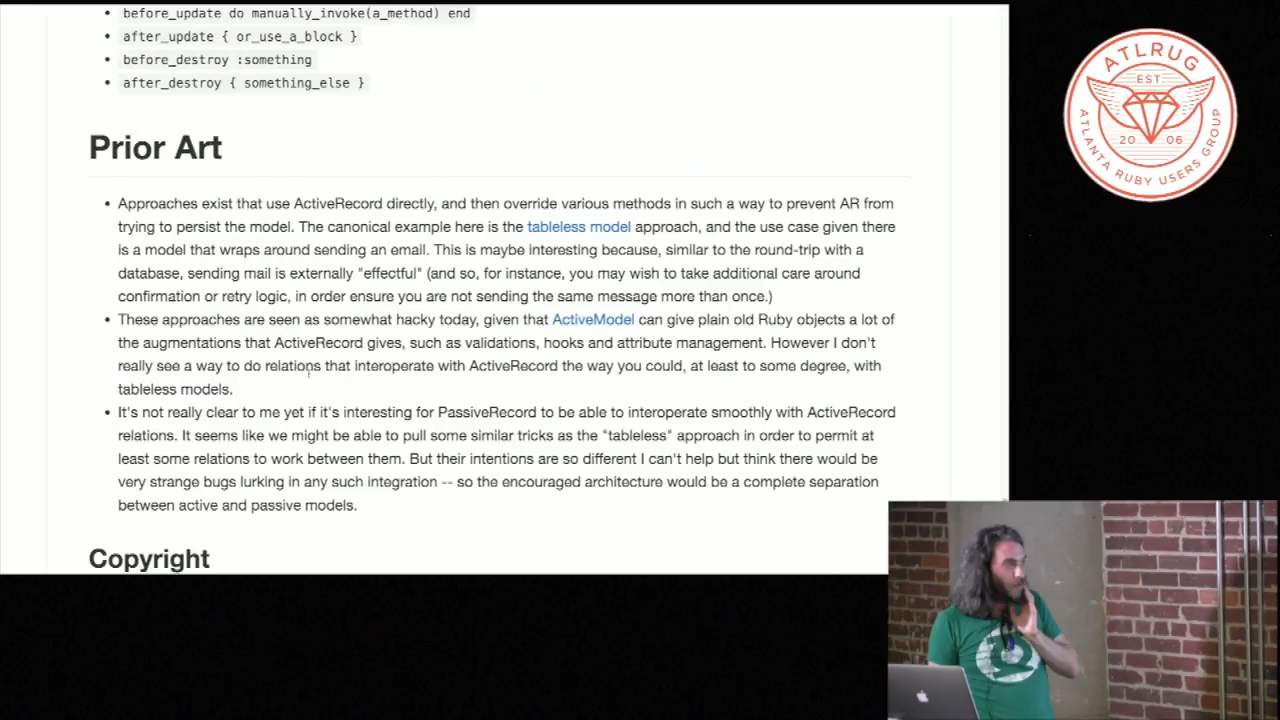 before_update do manually_invoke(a_method) end
after_update { or_use_a_block }
before_destroy :something
after_destroy { something_else }
Prior Art
Approaches exist that use ActiveRecord directly, and then override various methods in such a way to prevent AR from
trying to persist the model. The canonical example here is the tableless model approach, and the use case given there
is a model that wraps around sending an email. This is maybe interesting because, similar to the round-trip with a
database, sending mail is externally "effectful" (and so, for instance, you may wish to take additional care around
confirmation or retry logic, in order ensure you are not sending the same message more than once.)
These approaches are seen as somewhat hacky today, given that ActiveModel can give plain old Ruby objects a lot of
the augmentations that ActiveRecord gives, such as validations, hooks and attribute management. However I don't
really see a way to do relations that interoperate with ActiveRecord the way you could, at least to some degree, with
tableless models.
It's not really clear to me yet if it's interesting for PassiveRecord to be able to interoperate smoothly with ActiveRecord
relations. It seems like we might be able to pull some similar tricks as the "tableless" approach in order to permit at
least some relations to work between them. But their intentions are so different I can't help but think there would be
very strange bugs lurking in any such integration -- so the encouraged architecture would be a complete separation
between active and passive models.
Copyright
ATLRUG
EST.
20 06
ATLANTA RUBY USERS GROUP